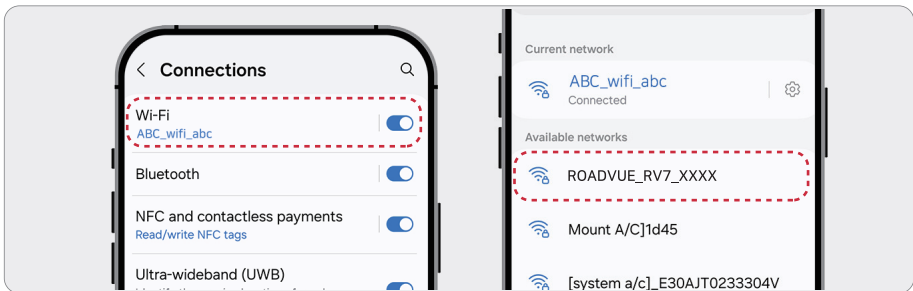 Connections
Wi-Fi
ABC_wifi_abc
Bluetooth
NFC and contactless payments
Read/write NFC tags
Ultra-wideband (UWB)
Current network
ABC_wifi_abc
Connected
Available networks
ROADVUE_RV7_XXXX
Mount A/C]1d45
[system a/c]_E30AJT0233304V